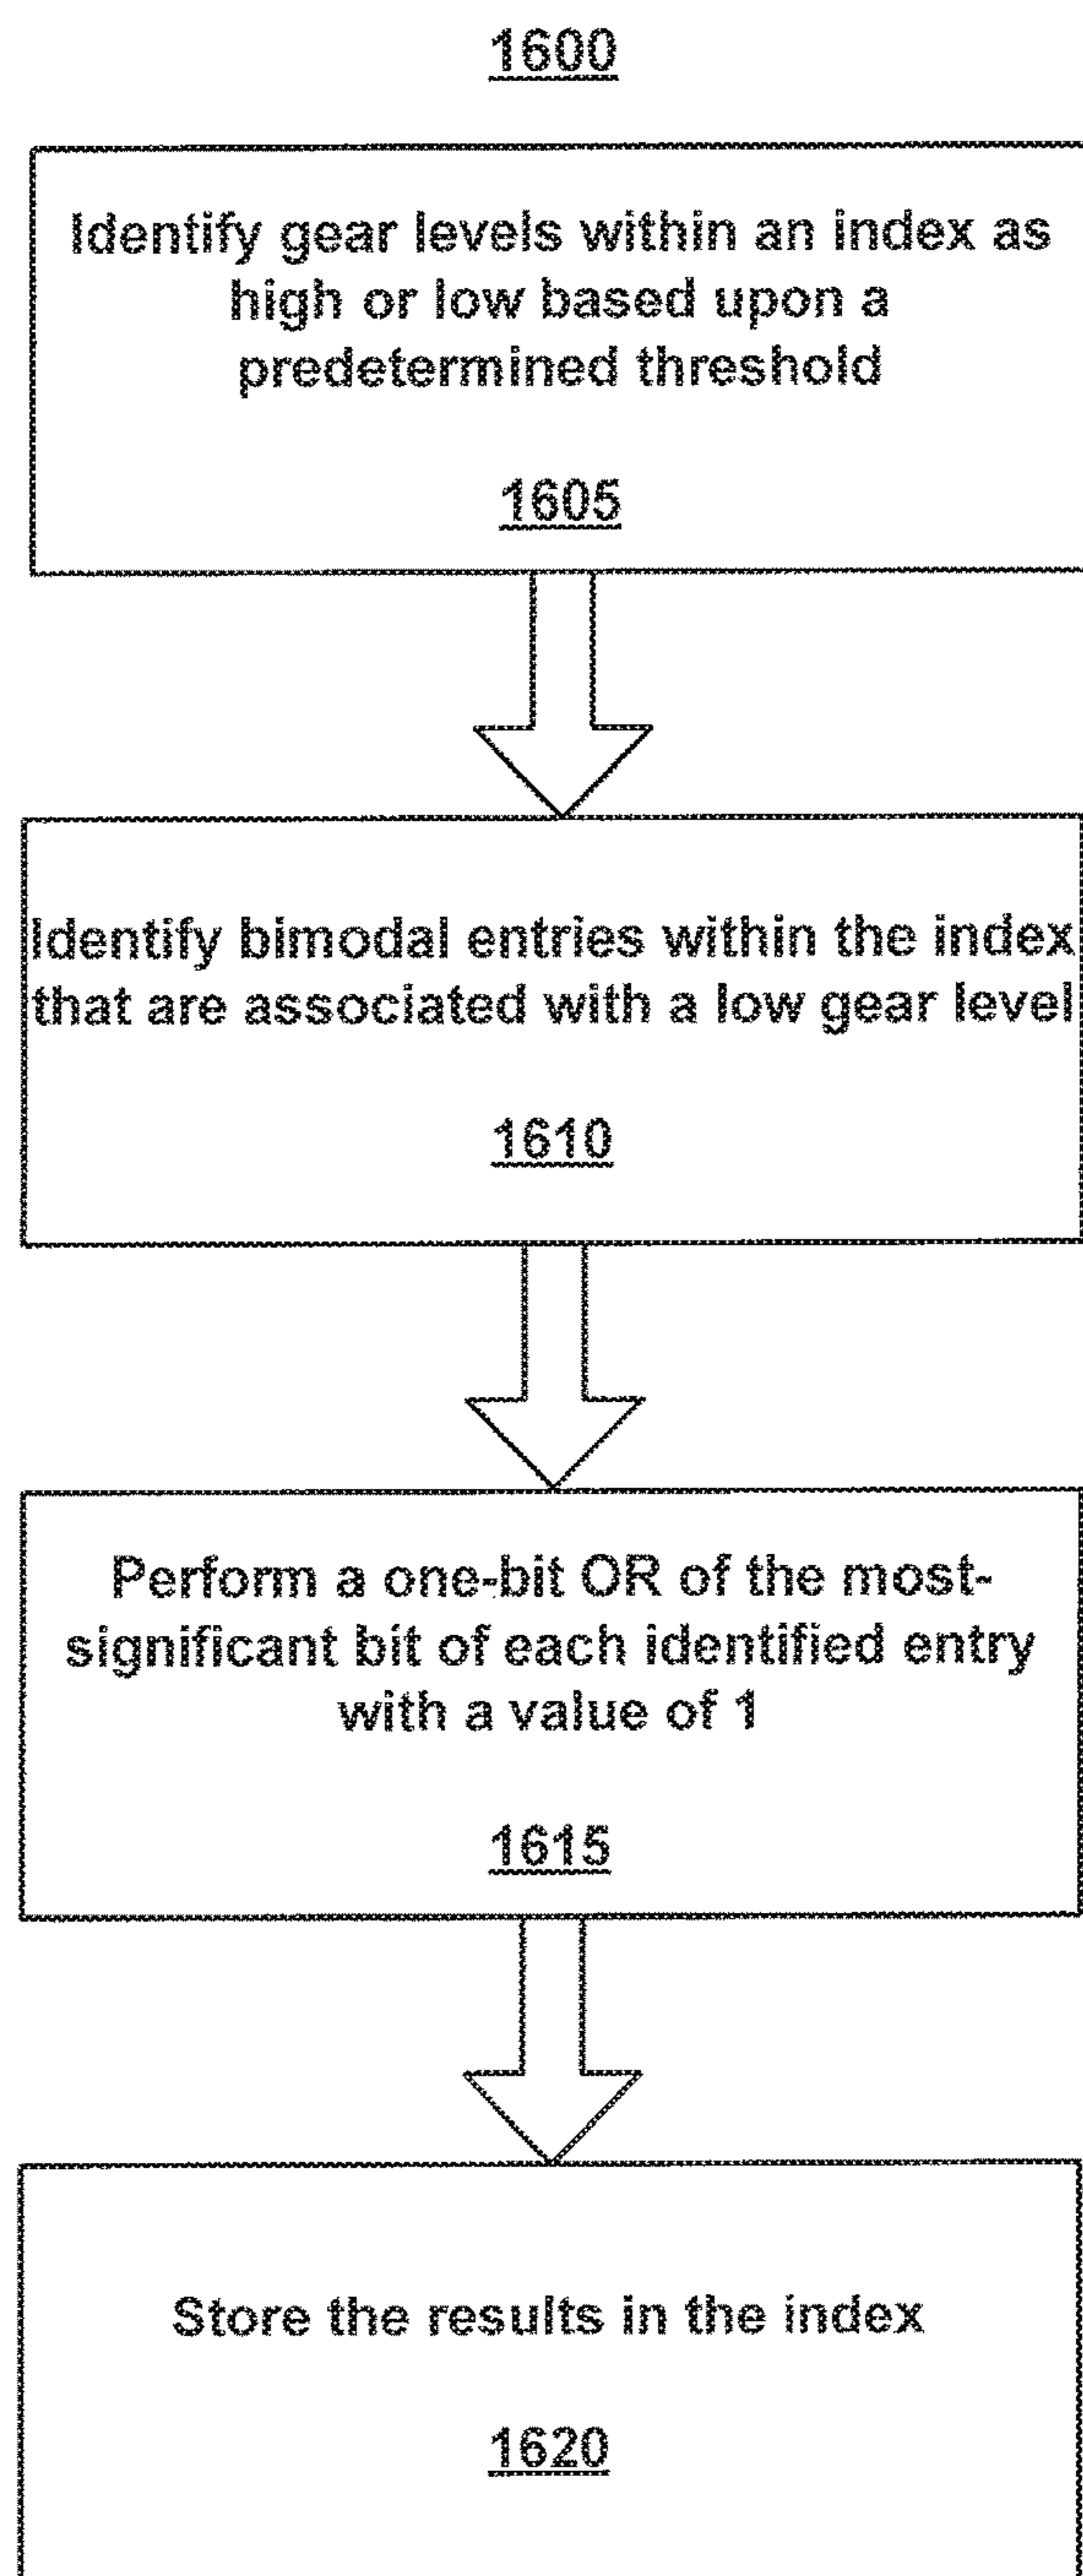 1600
Identify gear levels within an index as
high or low based upon a
predetermined threshold
1605
Identify bimodal entries within the index
that are associated with a low gear level
1610
Perform a one-bit OR of the most-
significant bit of each identified entry
with a value of 1
1615
Store the results in the index
1620